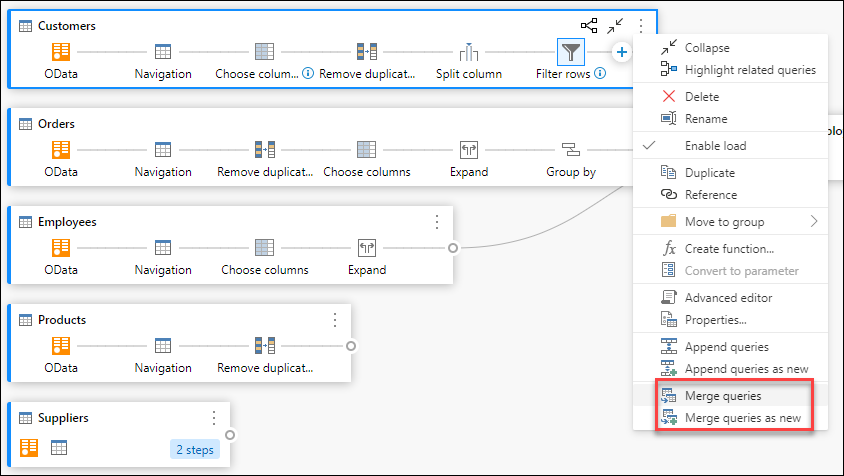 Customers
OData
Navigation
Choose colum...
Remove duplicat...
Split column
Filter rows
Orders
OData
Navigation
Remove duplicat...
Choose columns
Expand
Group by
Employees
OData
Navigation
Choose columns
Expand
Products
OData
Navigation
Remove duplicat...
Suppliers
2 steps
Collapse
Highlight related queries
Delete
Rename
Enable load
Duplicate
Reference
Move to group
fx Create function...
Convert to parameter
Advanced editor
Properties...
Append queries
Append queries as new
Merge queries
Merge queries as new